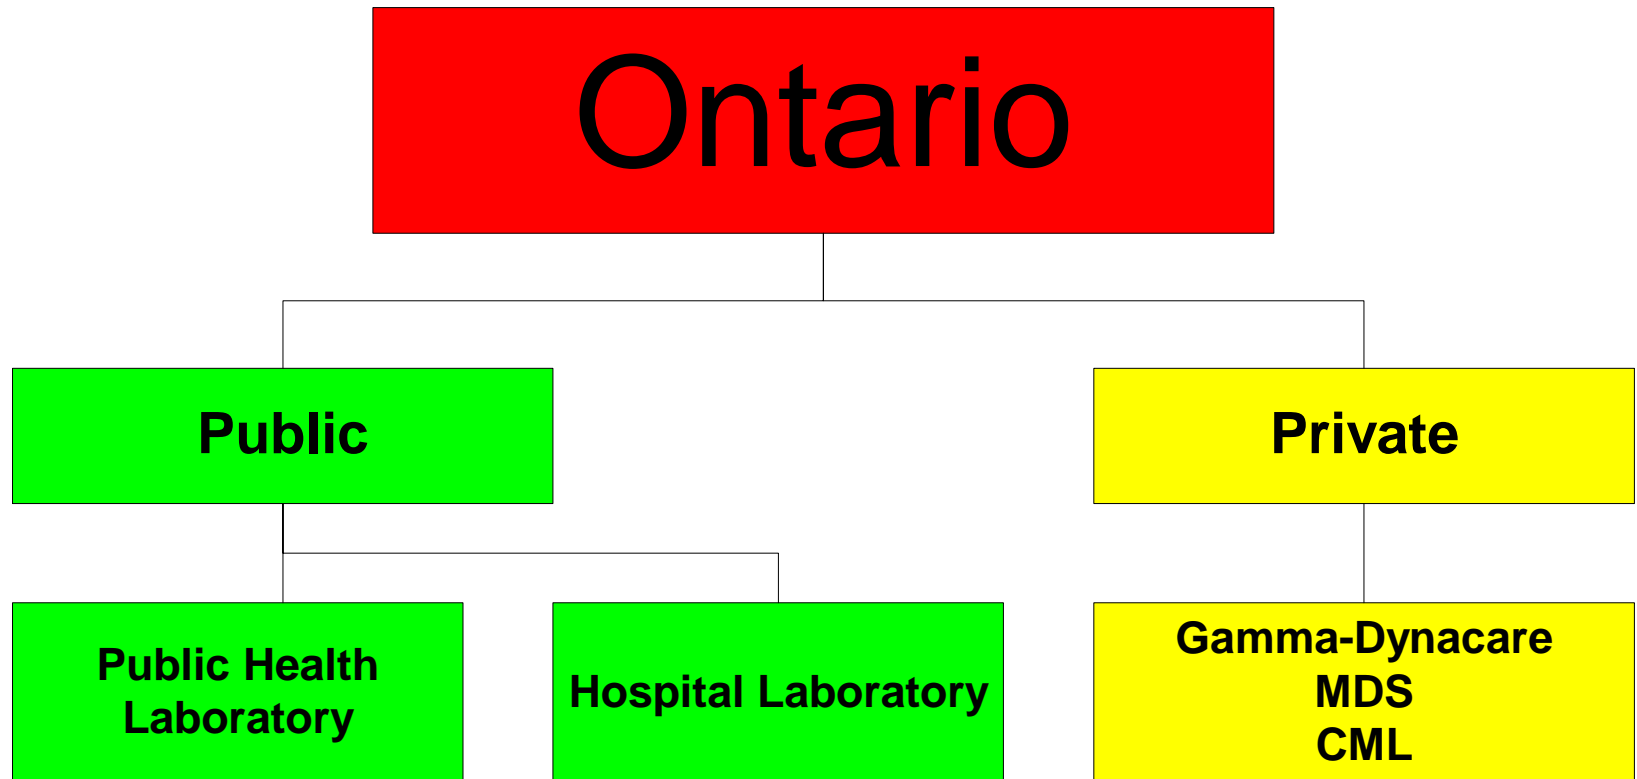 Ontario
Public
Private
Public Health
Laboratory
Hospital Laboratory
Gamma-Dynacare
MDS
CML